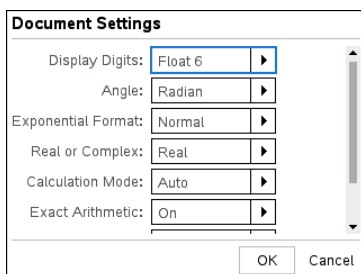 Document Settings
Display Digits: Float 6
Angle: Radian
Exponential Format: Normal
Real or Complex: Real
Calculation Mode: Auto
Exact Arithmetic: On
OK Cancel